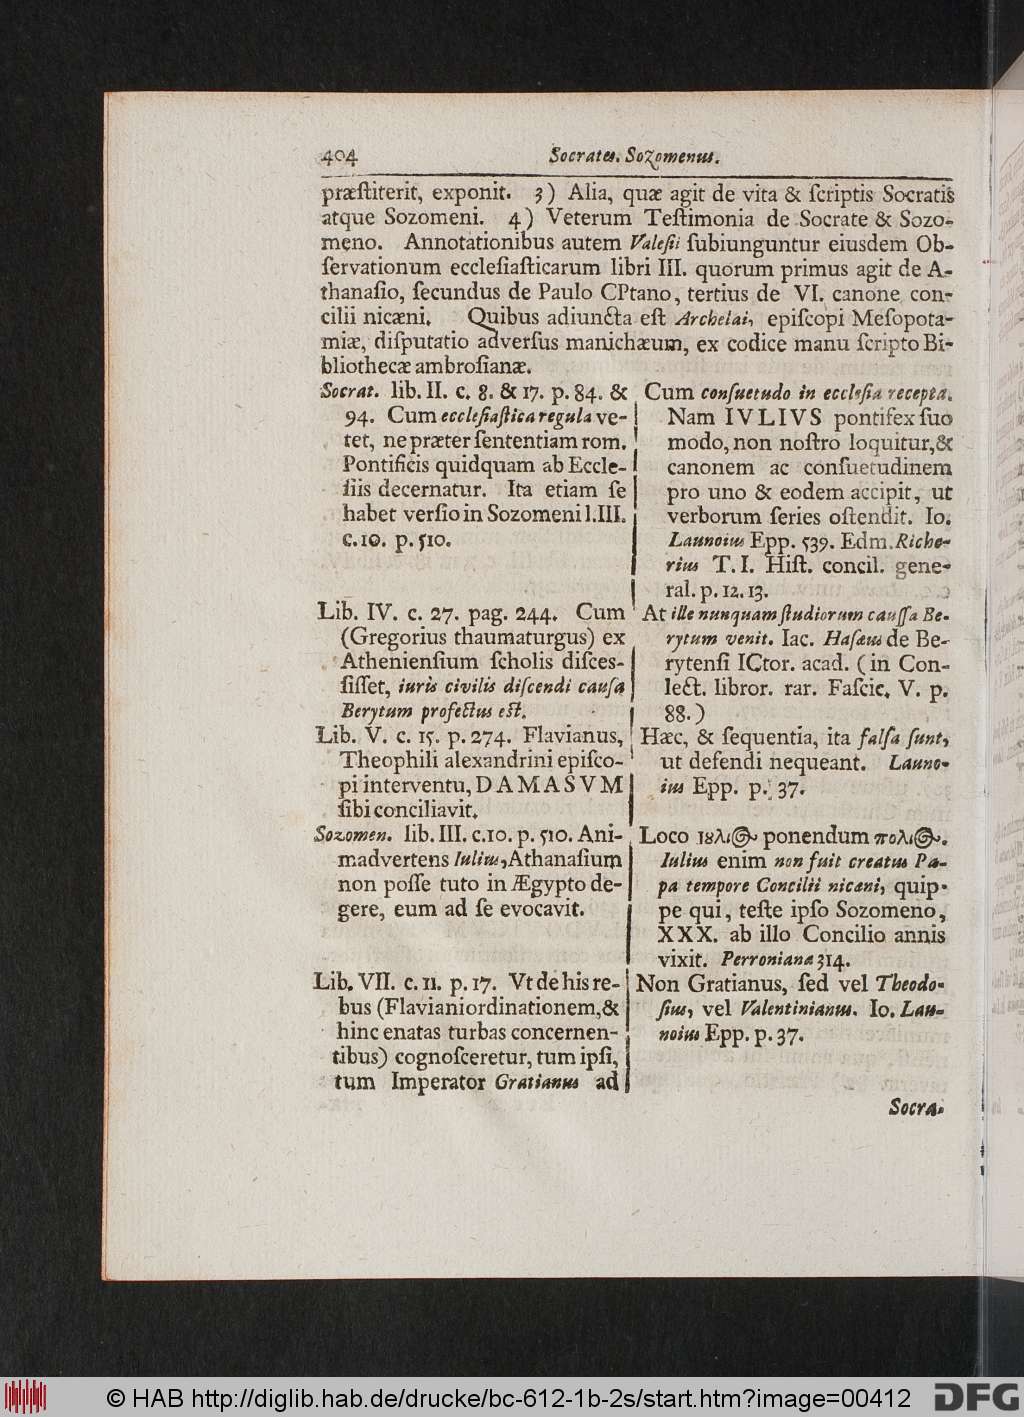 404 Socrates. Sozomenus.
præſtiterit, exponit. 3) Alia, quæ agit de vita & ſcriptis Socratis
atque Sozomeni. 4) Veterum Teſtimonia de Socrate & Sozo-
meno. Annotationibus autem Valeſii ſubiunguntur eiusdem Ob-
ſervationum eccleſiaſticarum libri III. quorum primus agit de A-
thanaſio, ſecundus de Paulo CPtano, tertius de VI. canone con-
cilii nicæni. Quibus adiuncta eſt Archelai, epiſcopi Meſopota-
miæ, diſputatio adverſus manichæum, ex codice manu ſcripto Bi-
bliothecæ ambroſianæ.
Socrat. lib. II. c. 8. & 17. p. 84. &
94. Cum eccleſiaſtica regula ve-
tet, ne præter ſententiam rom.
Pontificis quidquam ab Eccle-
ſiis decernatur. Ita etiam ſe
habet verſio in Sozomeni l. III.
c. 10. p. 510.
Cum conſuetudo in eccleſia recepta.
Nam IVLIVS pontifex ſuo
modo, non noſtro loquitur, &
canonem ac conſuetudinem
pro uno & eodem accipit, ut
verborum ſeries oſtendit. Io.
Launoius Epp. 539. Edm. Riche-
rius T. I. Hiſt. concil. gene-
ral. p. 12. 13.
Lib. IV. c. 27. pag. 244. Cum
(Gregorius thaumaturgus) ex
Athenienſium ſcholis diſces-
ſiſſet, iuris civilis diſcendi cauſa
Berytum profectus eſt.
At ille nunquam ſtudiorum cauſſa Be-
rytum venit. Iac. Haſæus de Be-
rytenſi ICtor. acad. (in Con-
lect. libror. rar. Faſcic. V. p.
88.)
Lib. V. c. 15. p. 274. Flavianus,
Theophili alexandrini epiſco-
pi interventu, DAMASVM
ſibi conciliavit.
Hæc, & ſequentia, ita falſa ſunt,
ut defendi nequeant. Launo-
ius Epp. p. 37.
Sozomen. lib. III. c. 10. p. 510. Ani-
madvertens Iulius, Athanaſium
non poſſe tuto in Ægypto de-
gere, eum ad ſe evocavit.
Loco ιȣλιος ponendum πολιος.
Iulius enim non fuit creatus Pa-
pa tempore Concilii nicæni, quip-
pe qui, teſte ipſo Sozomeno,
XXX. ab illo Concilio annis
vixit. Perroniana 314.
Lib. VII. c. 11. p. 17. Vt de his re-
bus (Flaviani ordinationem, &
hinc enatas turbas concernen-
tibus) cognoſceretur, tum ipſi,
tum Imperator Gratianus ad
Non Gratianus, ſed vel Theodo-
ſius, vel Valentinianus. Io. Lau-
noius Epp. p. 37.
Socra-
© HAB http://diglib.hab.de/drucke/bc-612-1b-2s/start.htm?image=00412
DFG